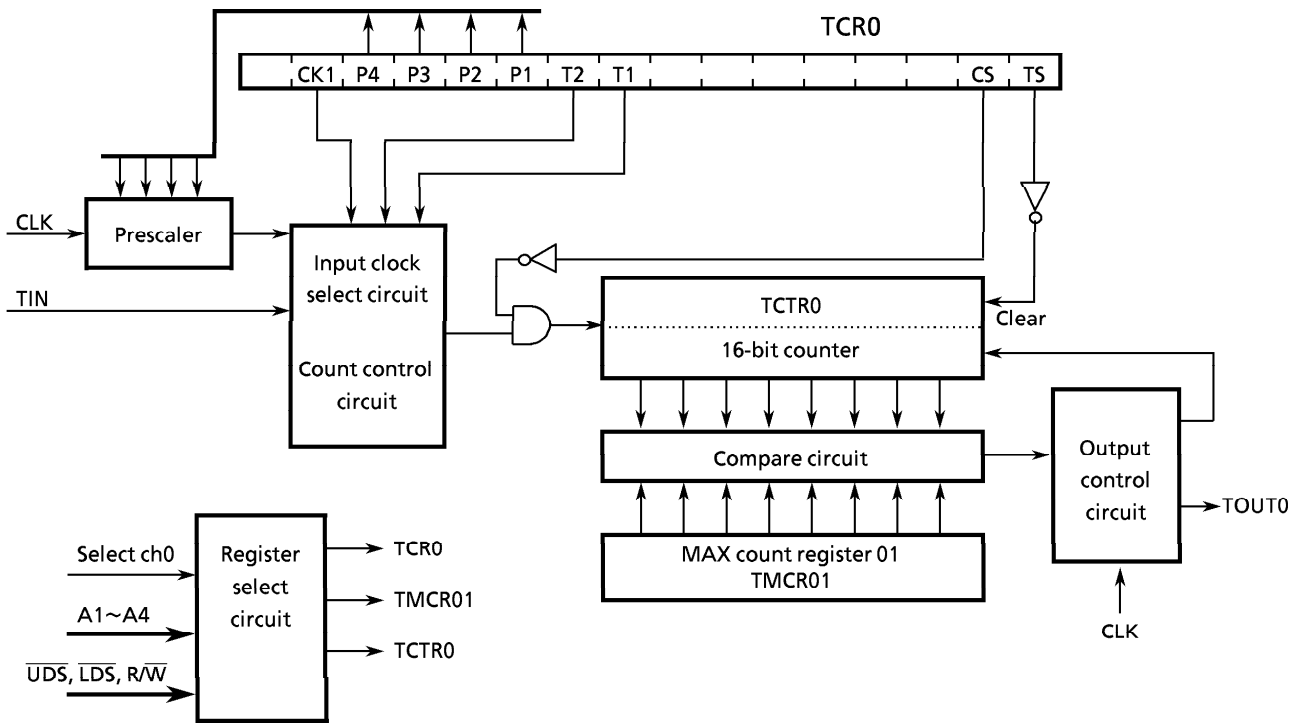 TCR0
CK1 P4 P3 P2 P1 T2 T1 CS TS
CLK
Prescaler
TIN
Input clock
select circuit
Count control
circuit
TCTR0
16-bit counter
Clear
Compare circuit
MAX count register 01
TMCR01
Output
control
circuit
TOUT0
CLK
Select ch0
A1~A4
U̅D̅S̅, L̅D̅S̅, R/W̅
Register
select
circuit
TCR0
TMCR01
TCTR0